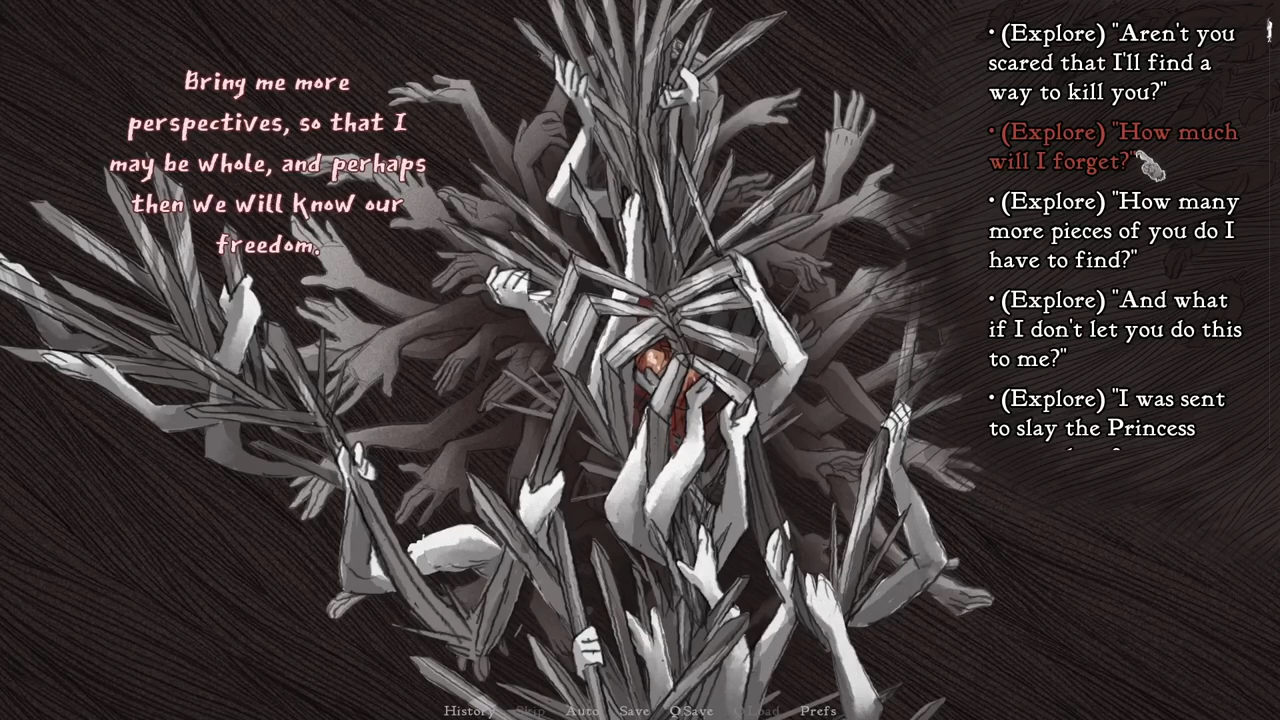 Bring me more
perspectives, so that I
may be whole, and perhaps
then we will know our
freedom.
• (Explore) "Aren't you
scared that I'll find a
way to kill you?"
• (Explore) "How much
will I forget?"
• (Explore) "How many
more pieces of you do I
have to find?"
• (Explore) "And what
if I don't let you do this
to me?"
• (Explore) "I was sent
to slay the Princess
History Skip Auto Save Q.Save Q.Load Prefs